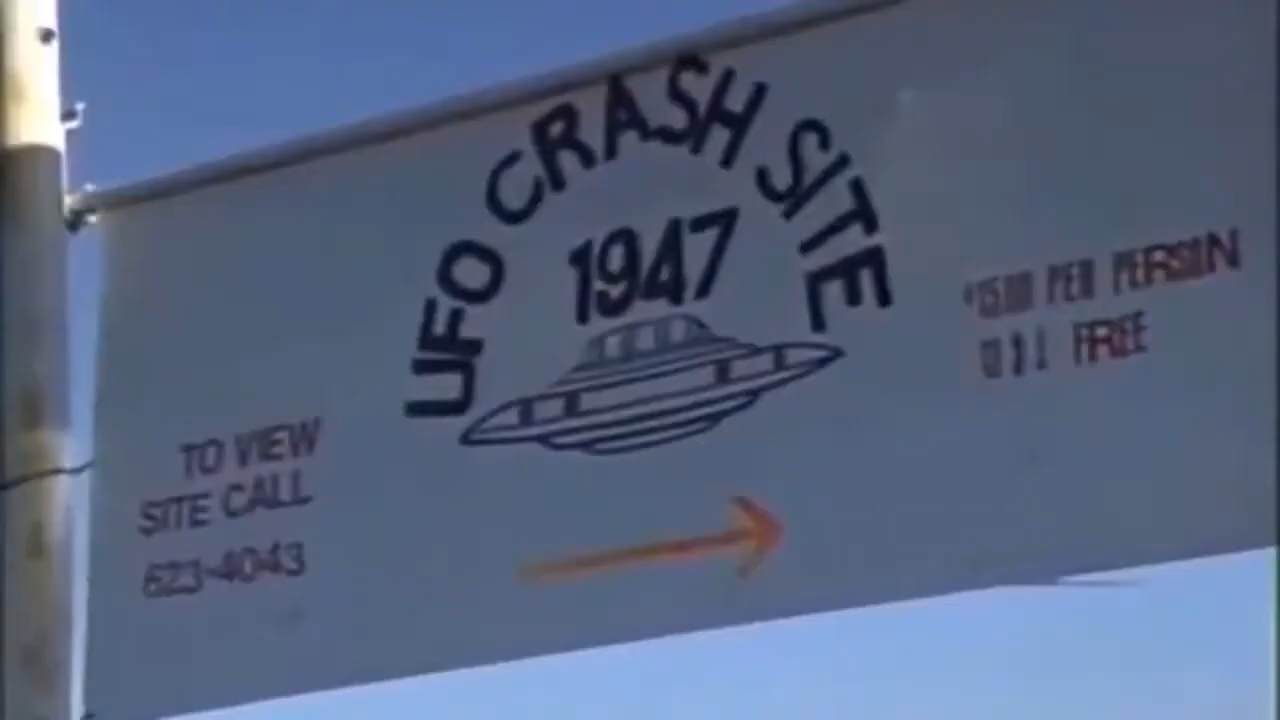 UFO CRASH SITE
1947
TO VIEW
SITE CALL
623-4043
PER PERSON
FREE